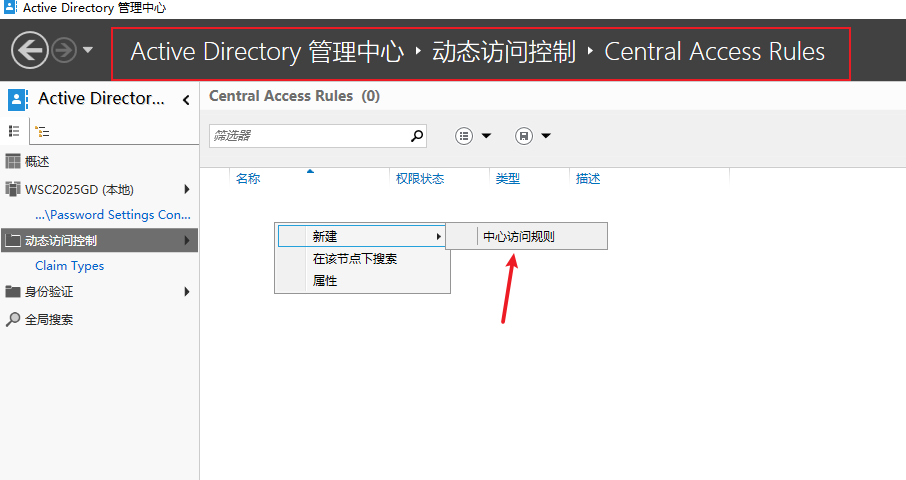 Active Directory 管理中心
Active Directory 管理中心 · 动态访问控制 · Central Access Rules
Active Director...
概述
WSC2025GD (本地)
...\Password Settings Con...
动态访问控制
Claim Types
身份验证
全局搜索
Central Access Rules (0)
筛选器
名称 权限状态 类型 描述
新建
中心访问规则
在该节点下搜索
属性